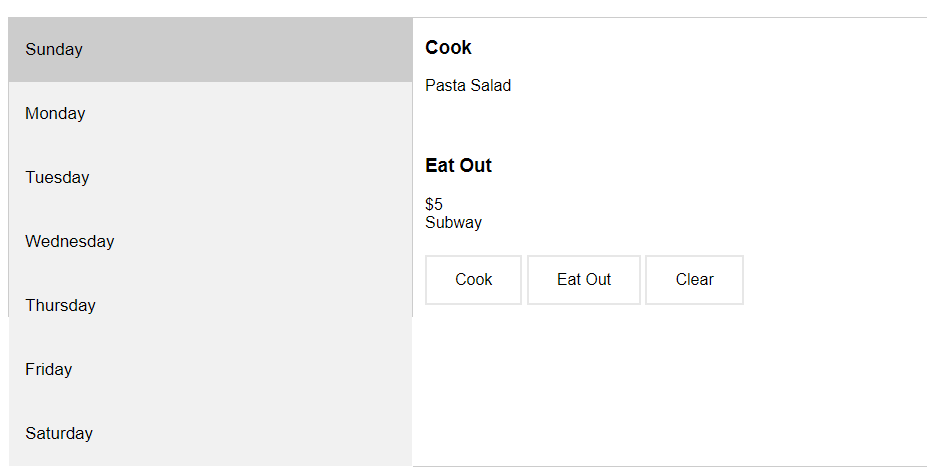 Sunday
Monday
Tuesday
Wednesday
Thursday
Friday
Saturday
Cook
Pasta Salad
Eat Out
$5
Subway
Cook Eat Out Clear